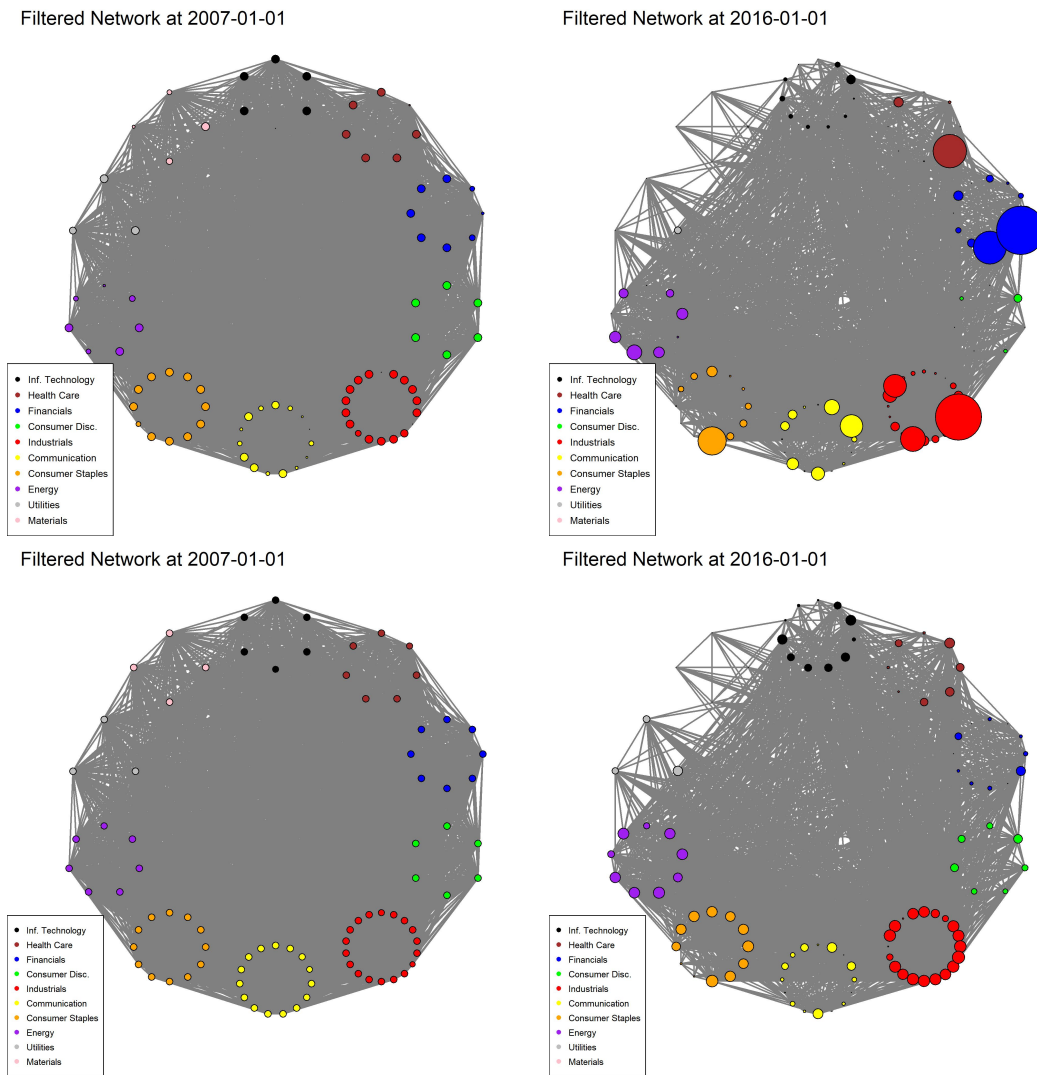 Filtered Network at 2007-01-01
Filtered Network at 2016-01-01
Inf. Technology
Health Care
Financials
Consumer Disc.
Industrials
Communication
Consumer Staples
Energy
Utilities
Materials
Inf. Technology
Health Care
Financials
Consumer Disc.
Industrials
Communication
Consumer Staples
Energy
Utilities
Materials
Filtered Network at 2007-01-01
Filtered Network at 2016-01-01
Inf. Technology
Health Care
Financials
Consumer Disc.
Industrials
Communication
Consumer Staples
Energy
Utilities
Materials
Inf. Technology
Health Care
Financials
Consumer Disc.
Industrials
Communication
Consumer Staples
Energy
Utilities
Materials